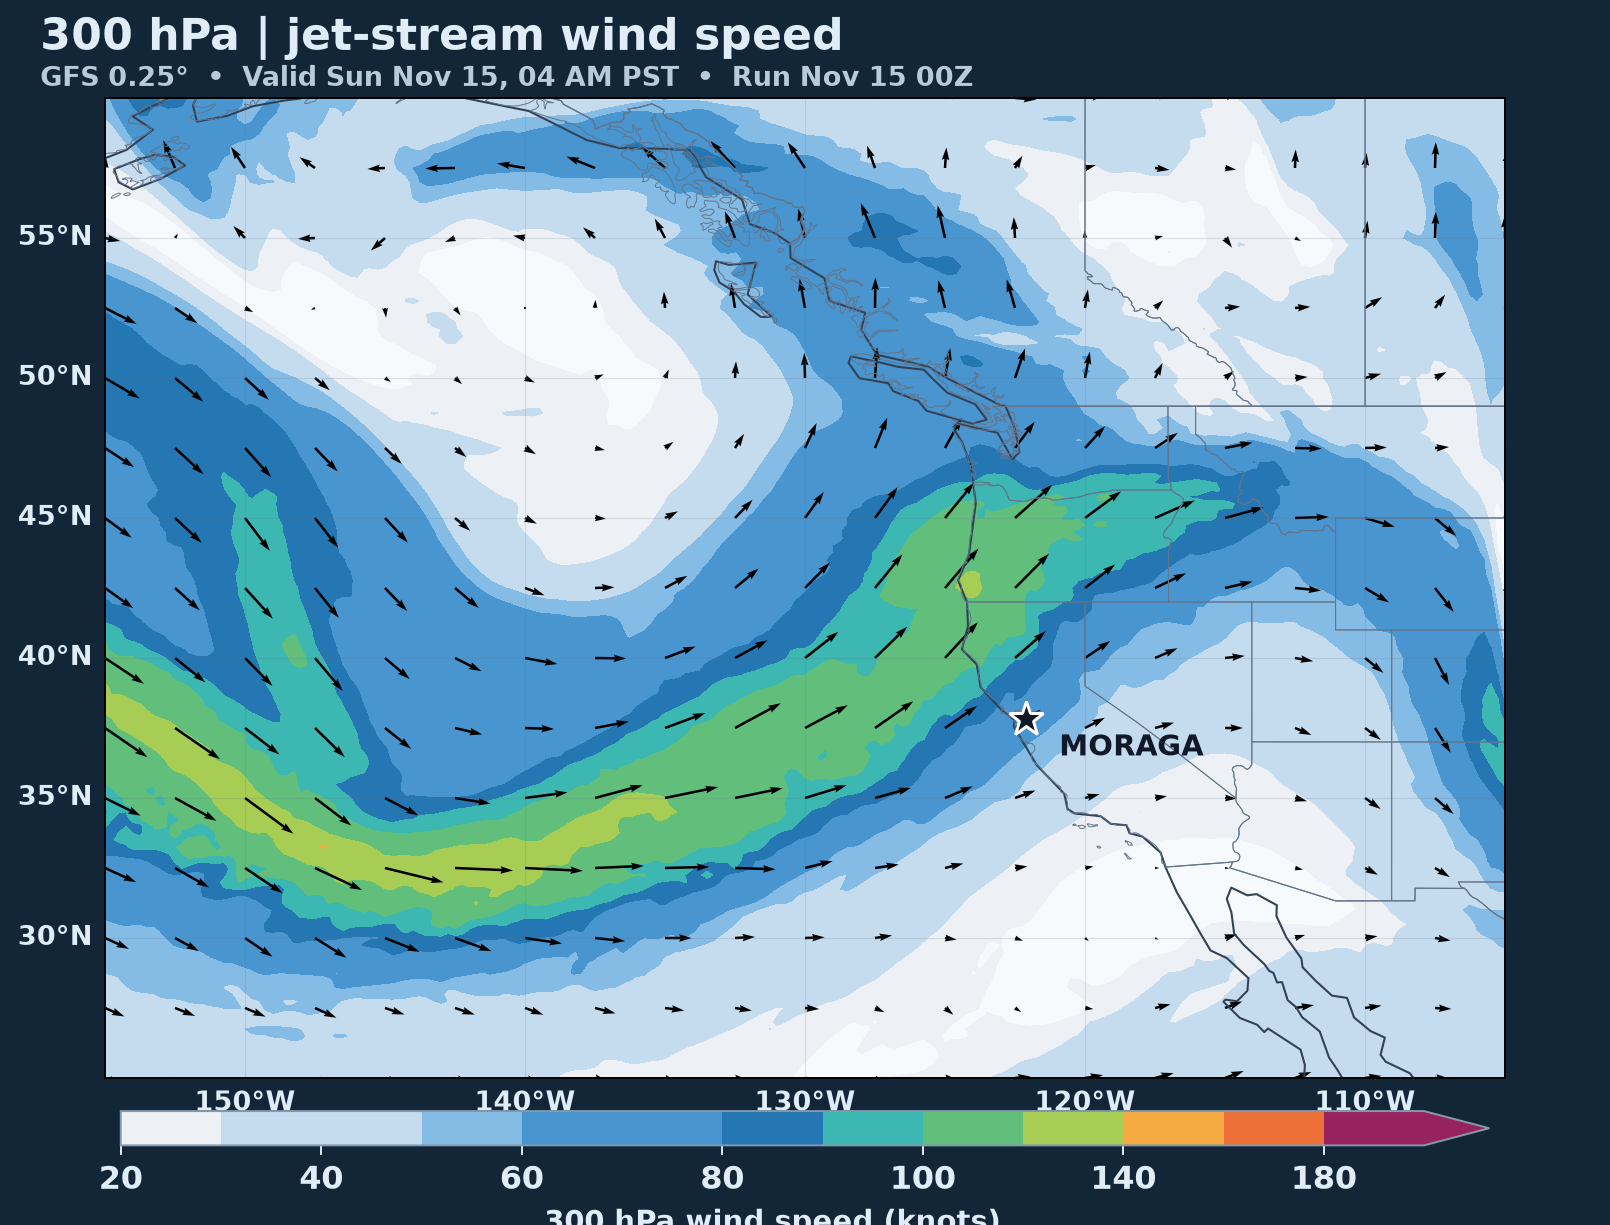 300 hPa | jet-stream wind speed
GFS 0.25° • Valid Sun Nov 15, 04 AM PST • Run Nov 15 00Z
55°N
50°N
45°N
40°N
MORAGA
35°N
30°N
150°W 140°W 130°W 120°W 110°W
20 40 60 80 100 140 180
300 hPa wind speed (knots)